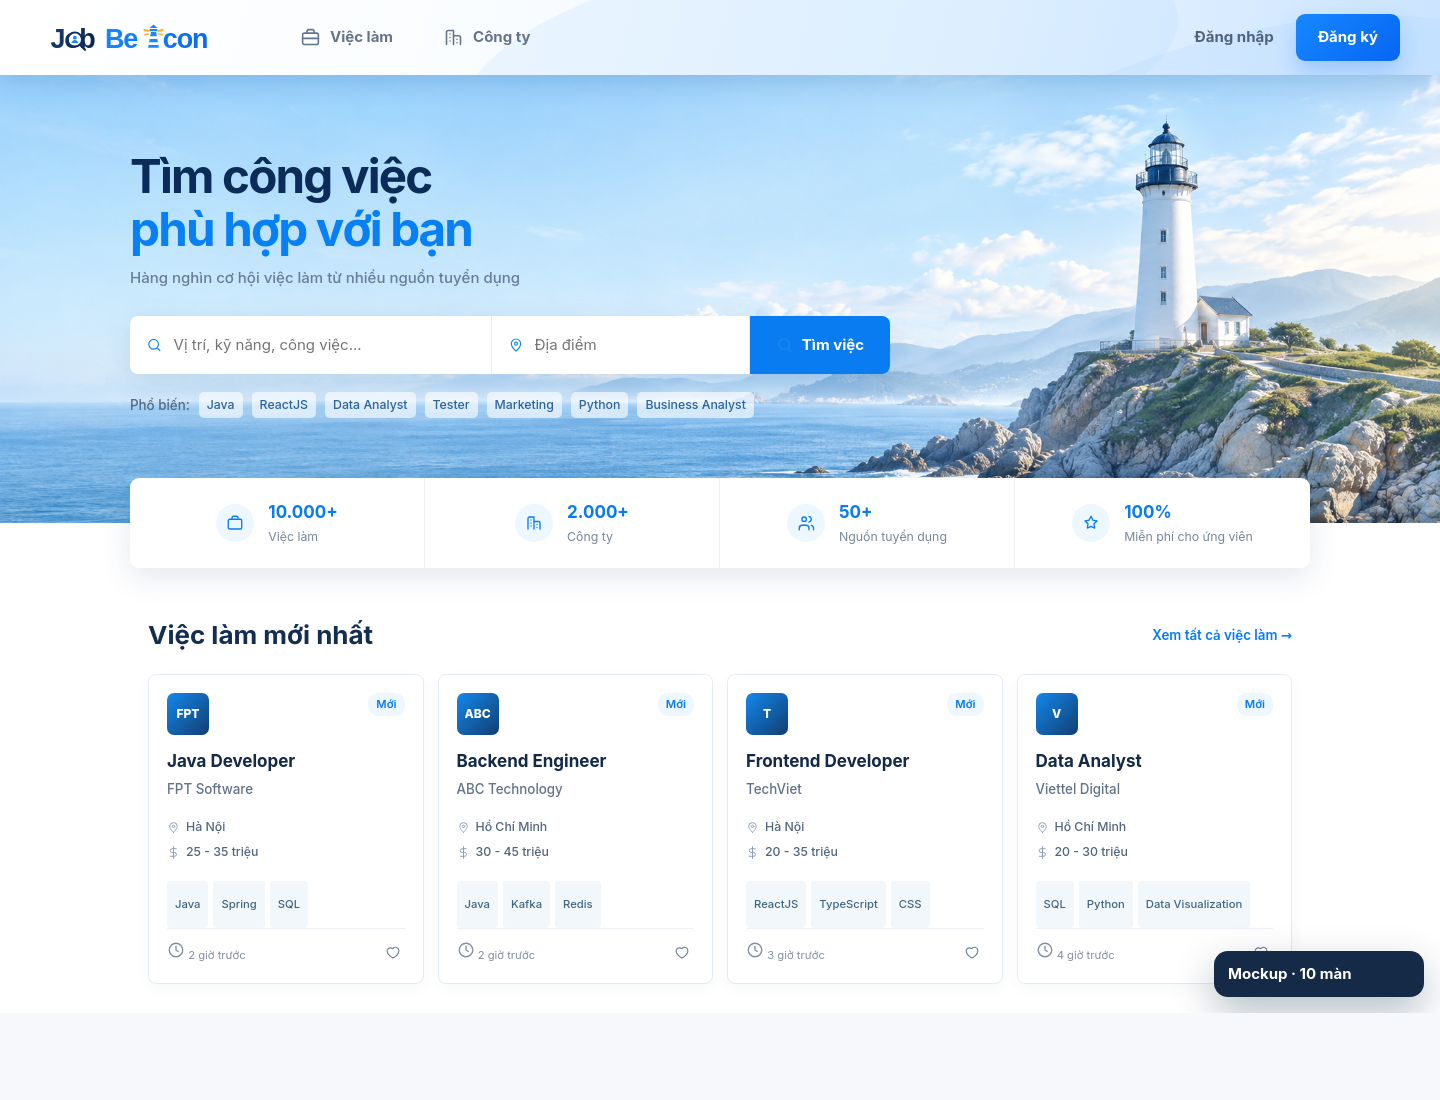 Job Beacon
Việc làm
Công ty
Đăng nhập
Đăng ký
Tìm công việc
phù hợp với bạn
Hàng nghìn cơ hội việc làm từ nhiều nguồn tuyển dụng
Vị trí, kỹ năng, công việc...
Địa điểm
Tìm việc
Phổ biến:
Java
ReactJS
Data Analyst
Tester
Marketing
Python
Business Analyst
10.000+
Việc làm
2.000+
Công ty
50+
Nguồn tuyển dụng
100%
Miễn phí cho ứng viên
Việc làm mới nhất
Xem tất cả việc làm →
FPT
Mới
Java Developer
FPT Software
Hà Nội
25 - 35 triệu
Java
Spring
SQL
2 giờ trước
ABC
Mới
Backend Engineer
ABC Technology
Hồ Chí Minh
30 - 45 triệu
Java
Kafka
Redis
2 giờ trước
T
Mới
Frontend Developer
TechViet
Hà Nội
20 - 35 triệu
ReactJS
TypeScript
CSS
3 giờ trước
V
Mới
Data Analyst
Viettel Digital
Hồ Chí Minh
20 - 30 triệu
SQL
Python
Data Visualization
4 giờ trước
Mockup · 10 màn